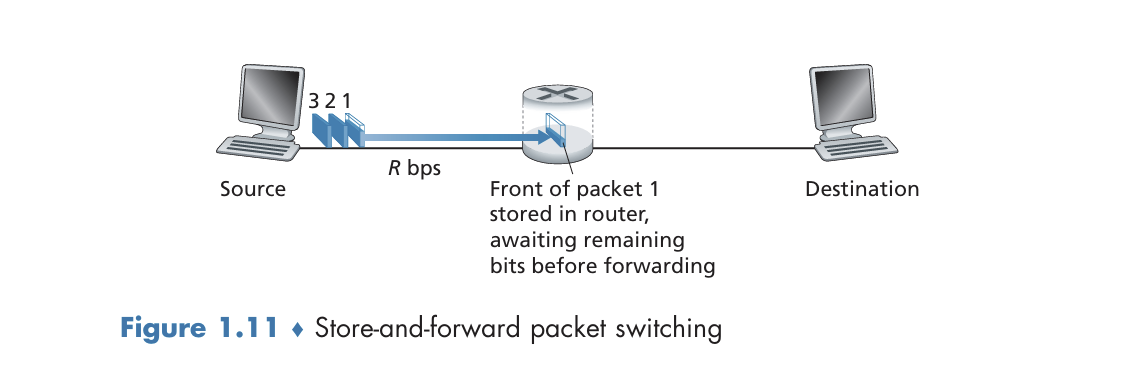 3 2 1
R bps
Source
Front of packet 1
stored in router,
awaiting remaining
bits before forwarding
Destination
Figure 1.11 ♦ Store-and-forward packet switching